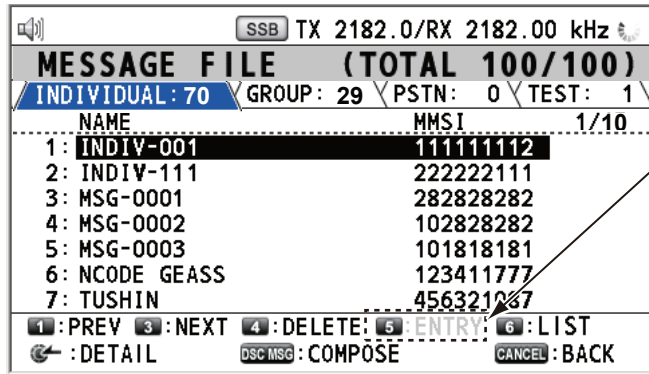 SSB TX 2182.0/RX 2182.00 kHz
MESSAGE FILE (TOTAL 100/100)
INDIVIDUAL: 70 GROUP: 29 PSTN: 0 TEST: 1
NAME MMSI 1/10
1: INDIV-001 111111112
2: INDIV-111 222222111
3: MSG-0001 282828282
4: MSG-0002 102828282
5: MSG-0003 101818181
6: NCODE GEASS 123411777
7: TUSHIN 456321987
1 :PREV 3 :NEXT 4 :DELETE 5 :ENTRY 6 :LIST
:DETAIL DSC MSG :COMPOSE CANCEL :BACK